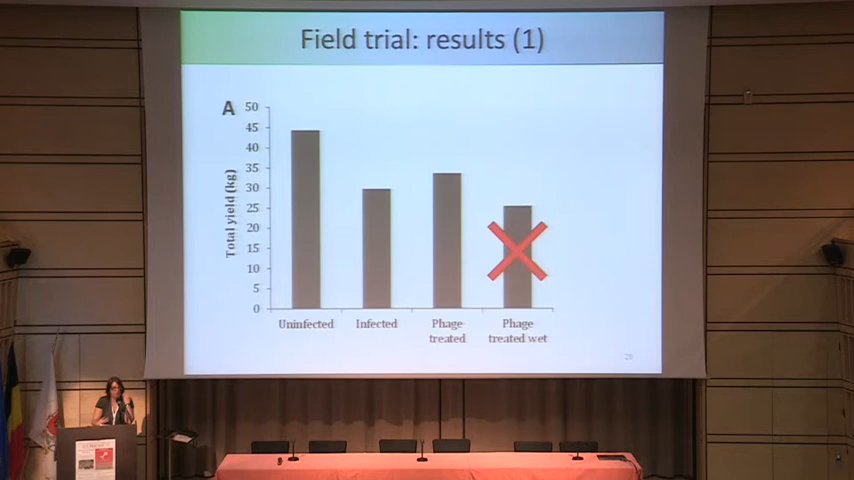 Field trial: results (1)
A
50
45
40
35
30
25
20
15
10
5
0
Total yield (kg)
Uninfected
Infected
Phage
treated
Phage
treated wet
20